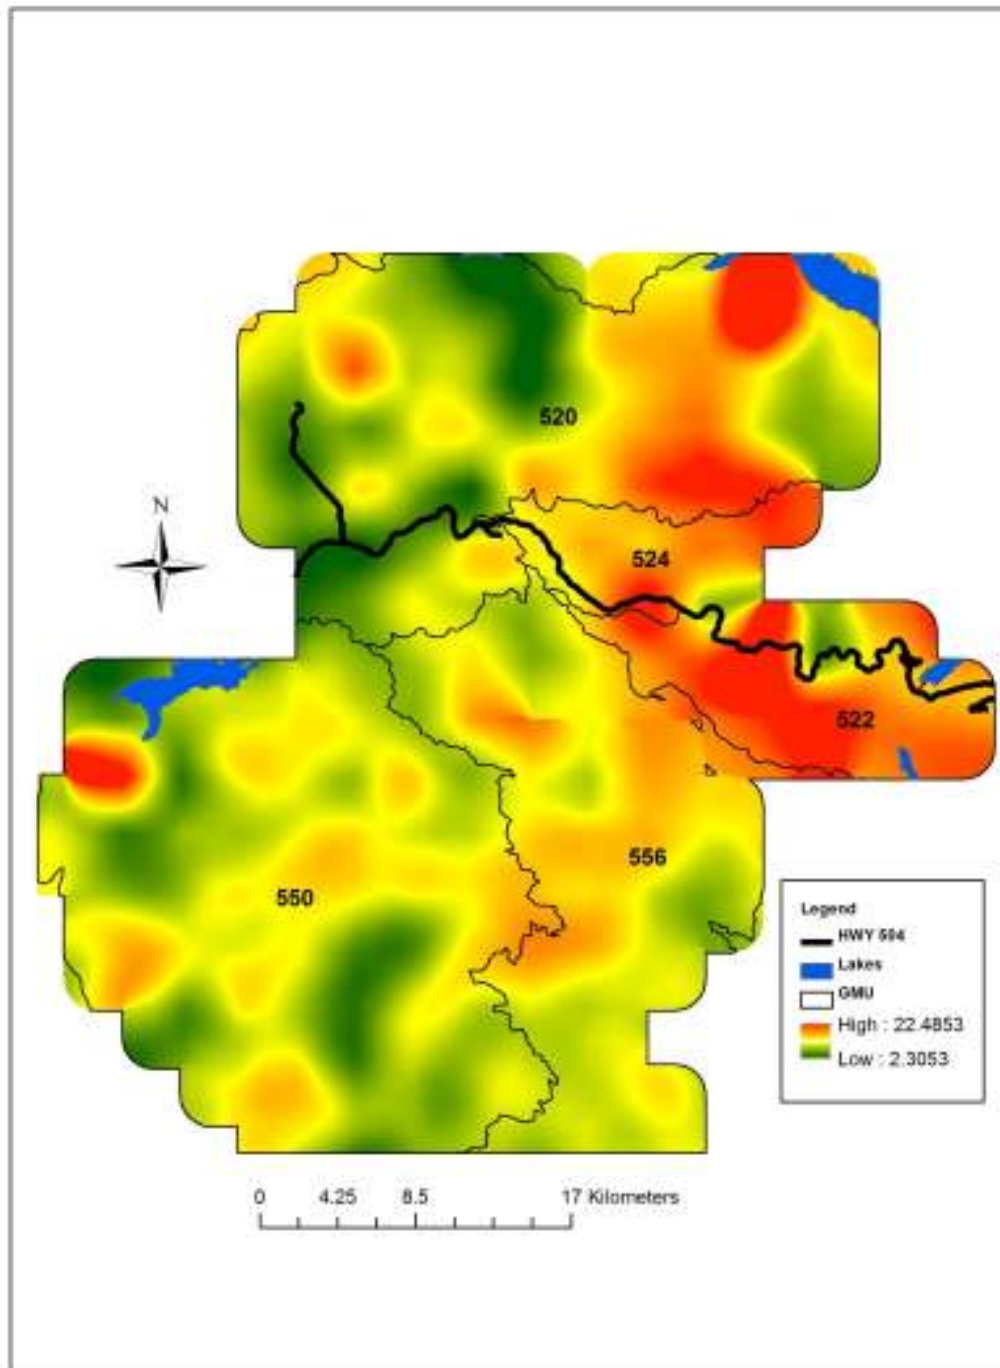 520
N
524
522
556
550
Legend
HWY 504
Lakes
GMU
High : 22.4853
Low : 2.3053
0 4.25 8.5 17 Kilometers